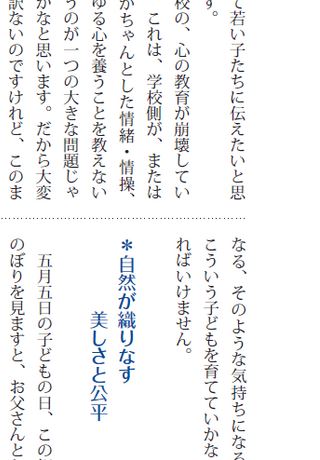 て若い子たちに伝えたいと思
す。
校の、心の教育が崩壊してい
これは、学校側が、または
がちゃんとした情緒・情操、
ゆる心を養うことを教えない
うのが一つの大きな問題じゃ
かなと思います。だから大変
訳ないのですけれど、このま
なる、そのような気持ちになる
こういう子どもを育てていかな
ればいけません。
＊自然が織りなす
美しさと公平
五月五日の子どもの日、この
のぼりを見ますと、お父さんと